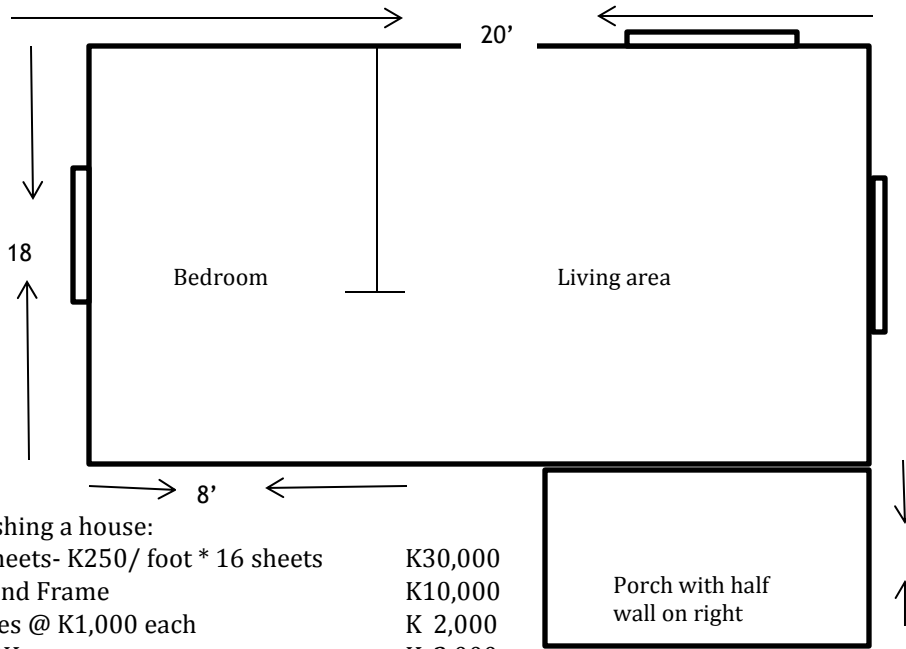 20’
18
Bedroom
Living area
8’
shing a house:
heets- K250/ foot * 16 sheets K30,000
nd Frame K10,000
es @ K1,000 each K 2,000
Porch with half
wall on right